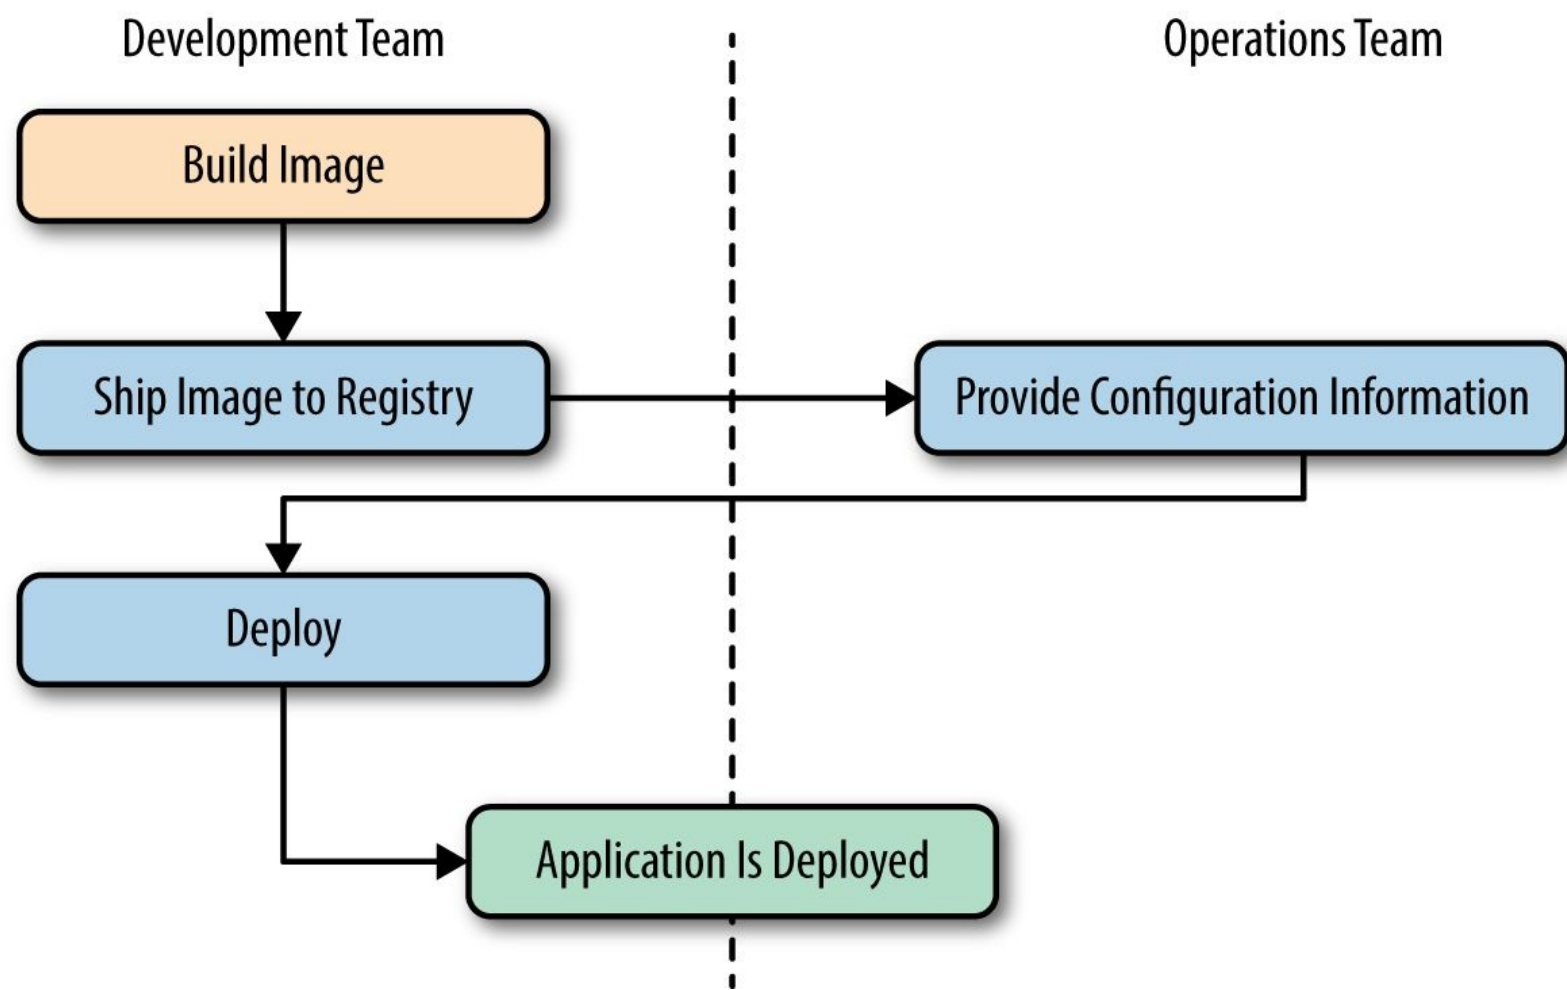 Development Team
Operations Team
Build Image
Ship Image to Registry
Provide Configuration Information
Deploy
Application Is Deployed